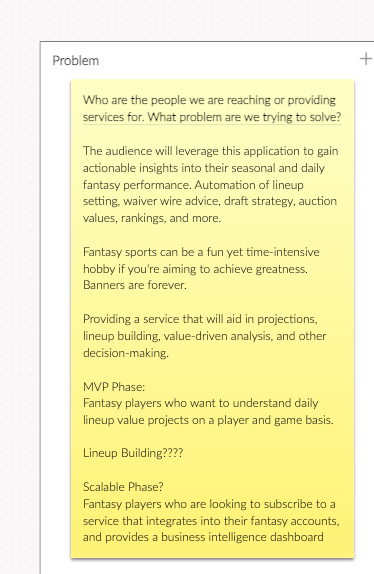 Problem
Who are the people we are reaching or providing
services for. What problem are we trying to solve?
The audience will leverage this application to gain
actionable insights into their seasonal and daily
fantasy performance. Automation of lineup
setting, waiver wire advice, draft strategy, auction
values, rankings, and more.
Fantasy sports can be a fun yet time-intensive
hobby if you're aiming to achieve greatness.
Banners are forever.
Providing a service that will aid in projections,
lineup building, value-driven analysis, and other
decision-making.
MVP Phase:
Fantasy players who want to understand daily
lineup value projects on a player and game basis.
Lineup Building????
Scalable Phase?
Fantasy players who are looking to subscribe to a
service that integrates into their fantasy accounts,
and provides a business intelligence dashboard